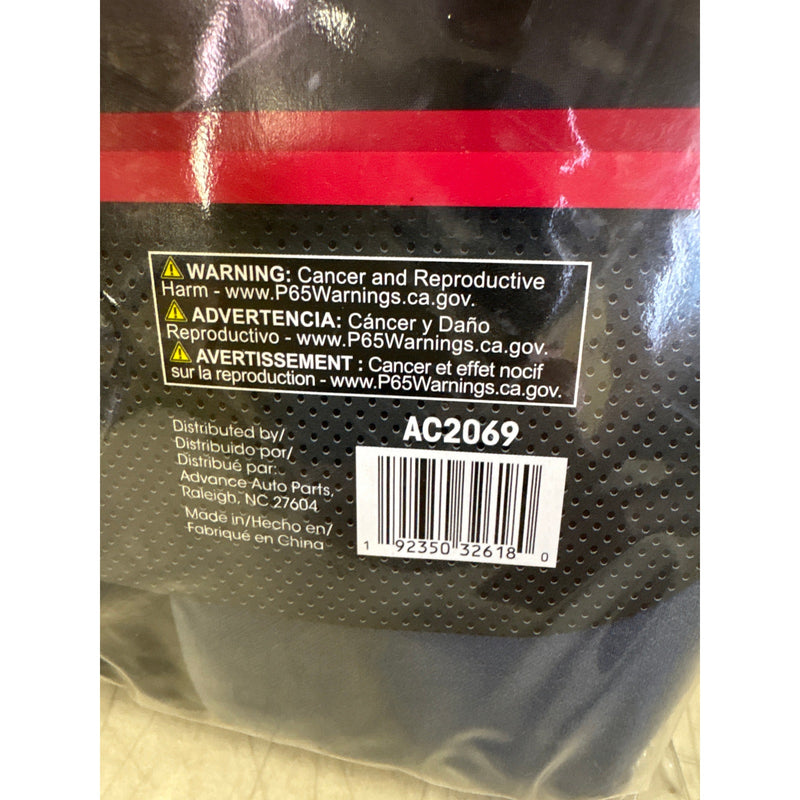 WARNING: Cancer and Reproductive
Harm - www.P65Warnings.ca.gov.
ADVERTENCIA: Cáncer y Daño
Reproductivo - www.P65Warnings.ca.gov.
AVERTISSEMENT : Cancer et effet nocif
sur la reproduction - www.P65Warnings.ca.gov.
Distributed by/
Distribuido por/
Distribué par:
Advance Auto Parts,
Raleigh, NC 27604
Made in/Hecho en/
Fabriqué en China
AC2069
1 92350 32618 0